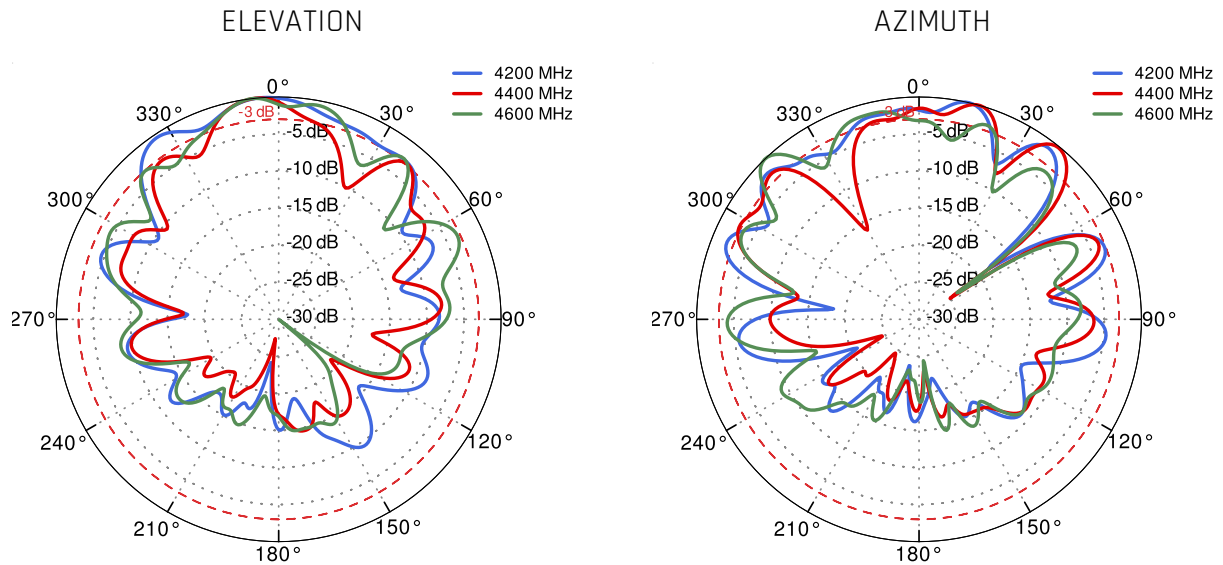 ELEVATION
4200 MHz
4400 MHz
4600 MHz
0°
30°
60°
90°
120°
150°
180°
210°
240°
270°
300°
330°
-3 dB
-5 dB
-10 dB
-15 dB
-20 dB
-25 dB
-30 dB
AZIMUTH
4200 MHz
4400 MHz
4600 MHz
0°
30°
60°
90°
120°
150°
180°
210°
240°
270°
300°
330°
-3 dB
-5 dB
-10 dB
-15 dB
-20 dB
-25 dB
-30 dB